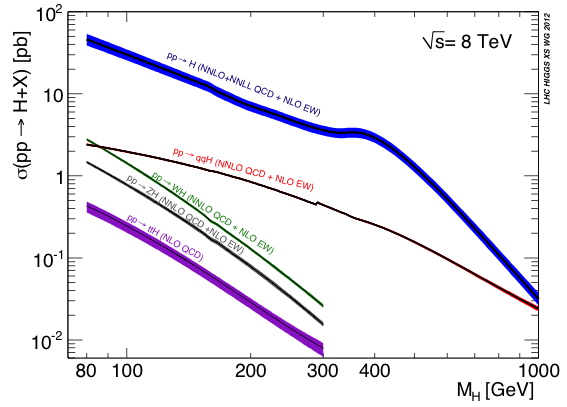 σ(pp → H+X) [pb]
10²
10
1
10⁻¹
10⁻²
√s= 8 TeV
LHC HIGGS XS WG 2012
pp → H (NNLO+NNLL QCD + NLO EW)
pp → qqH (NNLO QCD + NLO EW)
pp → WH (NNLO QCD + NLO EW)
pp → ZH (NNLO QCD +NLO EW)
pp → ttH (NLO QCD)
80 100 200 300 400 1000
M_H [GeV]